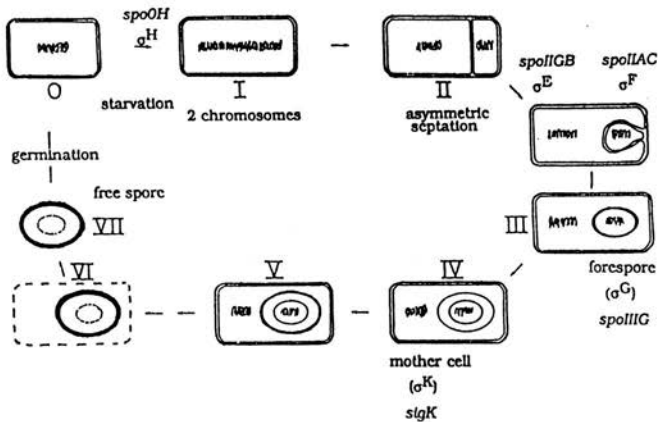 spo0H
σH
0
starvation
I
2 chromosomes
II
asymmetric
septation
spoIIGB
σE
spoIIAC
σF
germination
free spore
VII
III
forespore
(σG)
spoIIIG
VI
V
IV
mother cell
(σK)
sigK